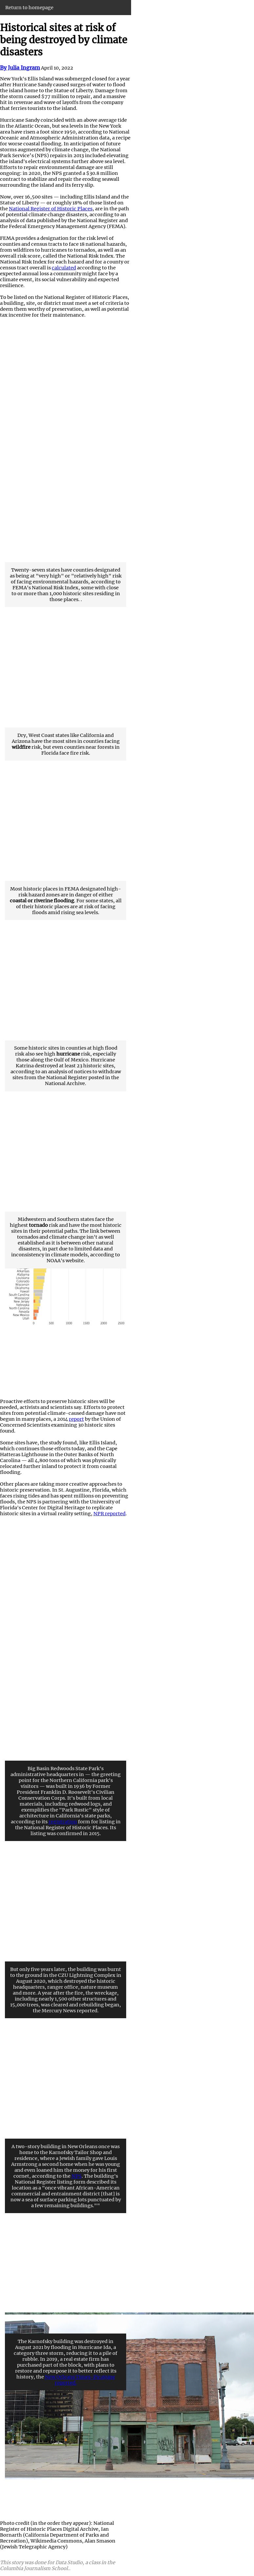 Return to homepage
Historical sites at risk of
being destroyed by climate
disasters
By Julia Ingram April 10, 2022
New York's Ellis Island was submerged closed for a year
after Hurricane Sandy caused surges of water to flood
the island home to the Statue of Liberty. Damage from
the storm caused $77 million to repair, and a massive
hit in revenue and wave of layoffs from the company
that ferries tourists to the island.
Hurricane Sandy coincided with an above average tide
in the Atlantic Ocean, but sea levels in the New York
area have risen a foot since 1950, according to National
Oceanic and Atmospheric Administration data, a recipe
for worse coastal flooding. In anticipation of future
storms augmented by climate change, the National
Park Service's (NPS) repairs in 2013 included elevating
the island's electrical systems further above sea level.
Efforts to repair environmental damage are still
ongoing: in 2020, the NPS granted a $30.8 million
contract to stabilize and repair the eroding seawall
surrounding the island and its ferry slip.
Now, over 16,500 sites — including Ellis Island and the
Statue of Liberty — or roughly 18% of those listed on
the National Register of Historic Places, are in the path
of potential climate change disasters, according to an
analysis of data published by the National Register and
the Federal Emergency Management Agency (FEMA).
FEMA provides a designation for the risk level of
counties and census tracts to face 18 national hazards,
from wildfires to hurricanes to tornados, as well as an
overall risk score, called the National Risk Index. The
National Risk Index for each hazard and for a county or
census tract overall is calculated according to the
expected annual loss a community might face by a
climate event, its social vulnerability and expected
resilience.
To be listed on the National Register of Historic Places,
a building, site, or district must meet a set of criteria to
deem them worthy of preservation, as well as potential
tax incentive for their maintenance.
Twenty-seven states have counties designated
as being at "very high" or "relatively high" risk
of facing environmental hazards, according to
FEMA's National Risk Index, some with close
to or more than 1,000 historic sites residing in
those places. .
Dry, West Coast states like California and
Arizona have the most sites in counties facing
wildfire risk, but even counties near forests in
Florida face fire risk.
Most historic places in FEMA designated high-
risk hazard zones are in danger of either
coastal or riverine flooding. For some states, all
of their historic places are at risk of facing
floods amid rising sea levels.
Some historic sites in counties at high flood
risk also see high hurricane risk, especially
those along the Gulf of Mexico. Hurricane
Katrina destroyed at least 23 historic sites,
according to an analysis of notices to withdraw
sites from the National Register posted in the
National Archive.
Midwestern and Southern states face the
highest tornado risk and have the most historic
sites in their potential paths. The link between
tornados and climate change isn't as well
established as it is between other natural
disasters, in part due to limited data and
inconsistency in climate models, according to
NOAA's website.
Proactive efforts to preserve historic sites will be
needed, activists and scientists say. Efforts to protect
sites from potential climate-caused damage have not
begun in many places, a 2014 report by the Union of
Concerned Scientists examining 30 historic sites
found.
Some sites have, the study found, like Ellis Island,
which continues those efforts today, and the Cape
Hatteras Lighthouse in the Outer Banks of North
Carolina — all 4,800 tons of which was physically
relocated further inland to protect it from coastal
flooding.
Other places are taking more creative approaches to
historic preservation. In St. Augustine, Florida, which
faces rising tides and has spent millions on preventing
floods, the NPS is partnering with the University of
Florida's Center for Digital Heritage to replicate
historic sites in a virtual reality setting, NPR reported.
Big Basin Redwoods State Park's
administrative headquarters in — the greeting
point for the Northern California park's
visitors — was built in 1936 by Former
President Franklin D. Roosevelt's Civilian
Conservation Corps. It's built from local
materials, including redwood logs, and
exemplifies the "Park Rustic" style of
architecture in California's state parks,
according to its form for listing in
the National Register of Historic Places. Its
listing was confirmed in 2015.
But only five years later, the building was burnt
to the ground in the CZU Lightning Complex in
August 2020, which destroyed the historic
headquarters, ranger office, nature museum
and more. A year after the fire, the wreckage,
including nearly 1,500 other structures and
15,000 trees, was cleared and rebuilding began,
the Mercury News reported.
A two-story building in New Orleans once was
home to the Karnofsky Tailor Shop and
residence, where a Jewish family gave Louis
Armstrong a second home when he was young
and even loaned him the money for his first
cornet, according to the The building's
National Register listing form described its
location as a "once vibrant African-American
commercial and entrainment district [that] is
now a sea of surface parking lots punctuated by
a few remaining buildings.""
The Karnofsky building was destroyed in
August 2021 by flooding in Hurricane Ida, a
category three storm, reducing it to a pile of
rubble. In 2019, a real estate firm has
purchased part of the block, with plans to
restore and repurpose it to better reflect its
history, the
Photo credit (in the order they appear): National
Register of Historic Places Digital Archive, Ian
Bornarth (California Department of Parks and
Recreation), Wikimedia Commons, Alan Smason
(Jewish Telegraphic Agency)
This story was done for Data Studio, a class in the
Columbia Journalism School. .